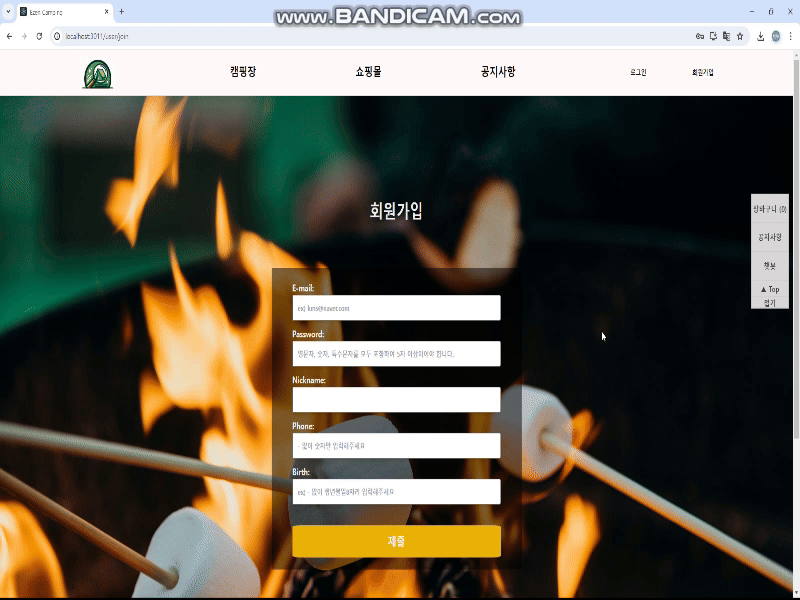 www.BANDICAM.com
Ezen Camping
localhost:3011/user/join
캠핑장
쇼핑몰
공지사항
로그인
회원가입
회원가입
장바구니 (0)
공지사항
챗봇
▲ Top
접기
E-mail:
ex) kms@naver.com
Password:
영문자, 숫자, 특수문자를 모두 포함하여 5자 이상이어야 합니다.
Nickname:
Phone:
- 없이 숫자만 입력해주세요
Birth:
ex) - 없이 생년월일8자리 입력해주세요
제출